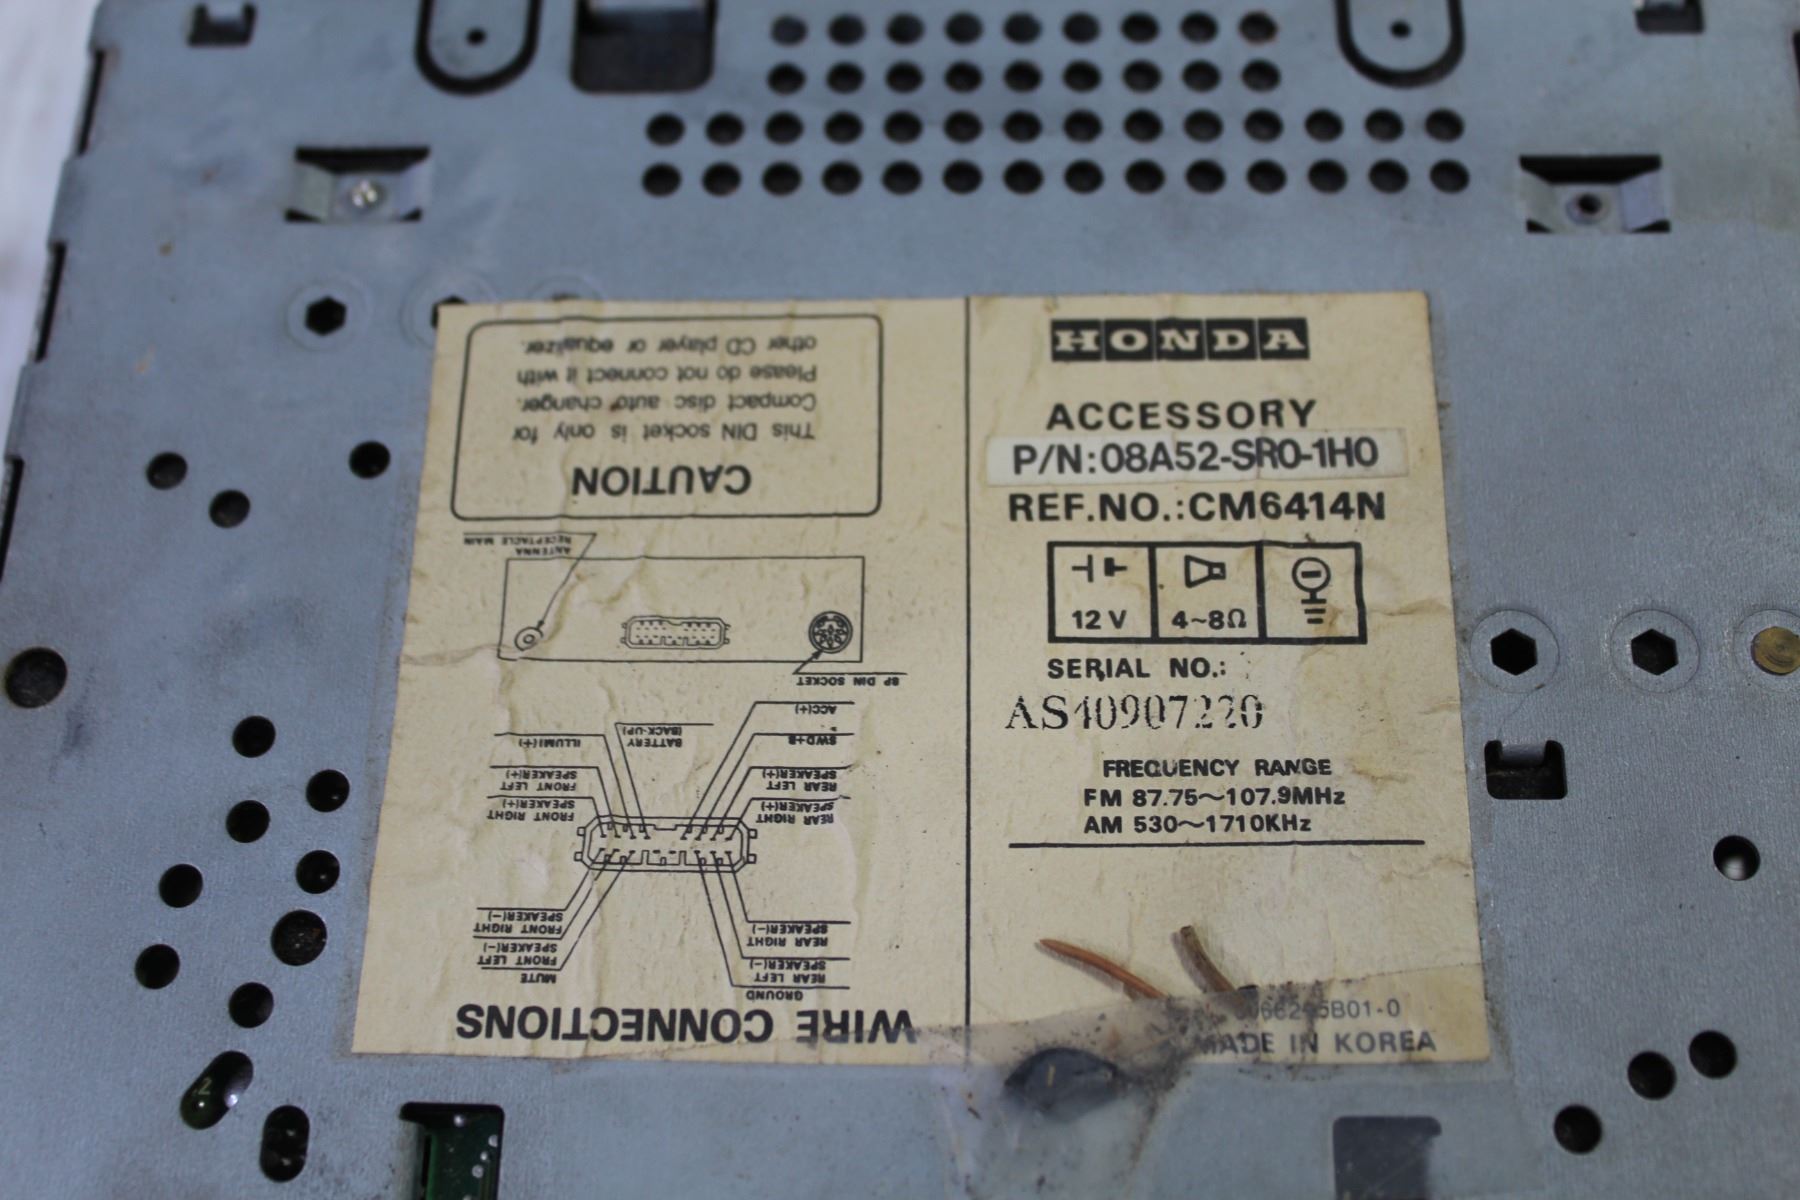 HONDA
ACCESSORY
P/N:08A52-SR0-1H0
REF.NO.:CM6414N
12 V
4~8Ω
SERIAL NO.:
AS40907220
FREQUENCY RANGE
FM 87.75~107.9MHz
AM 530~1710KHz
5B01-0
MADE IN KOREA
WIRE CONNECTIONS
GROUND
REAR LEFT
SPEAKER(-)
REAR RIGHT
SPEAKER(-)
MUTE
FRONT LEFT
SPEAKER(-)
FRONT RIGHT
SPEAKER(-)
REAR RIGHT
SPEAKER(+)
REAR LEFT
SPEAKER(+)
SWD+B
ACC(+)
FRONT RIGHT
SPEAKER(+)
FRONT LEFT
SPEAKER(+)
ILLUMI(+)
BATTERY
(BACK-UP)
8P DIN SOCKET
ANTENNA
RECEPTACLE MAIN
CAUTION
This DIN socket is only for
Compact disc auto changer.
Please do not connect it with
other CD player or equalizer.
2